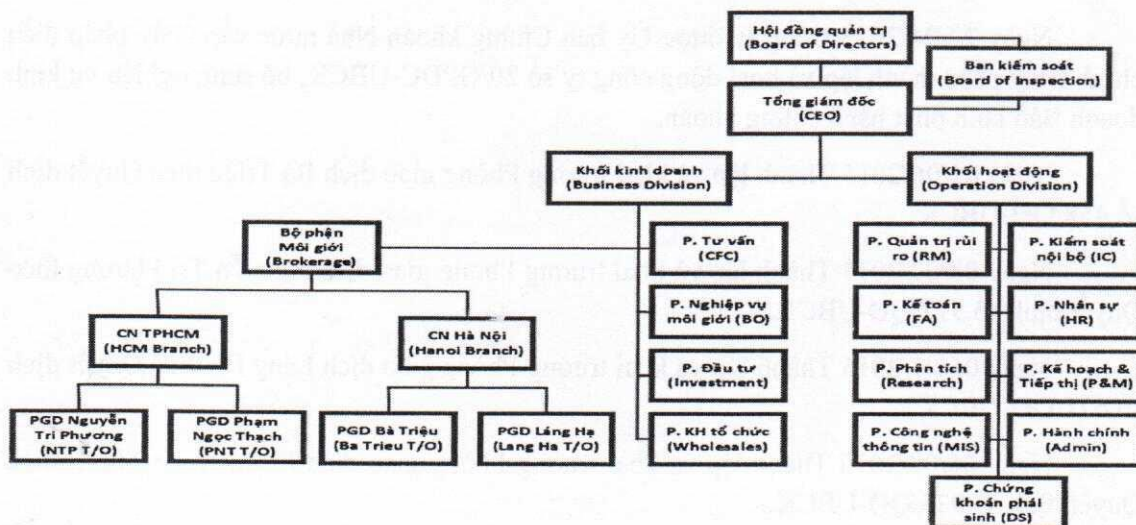 Hội đồng quản trị
(Board of Directors)
Ban kiểm soát
(Board of Inspection)
Tổng giám đốc
(CEO)
Khối kinh doanh
(Business Division)
Khối hoạt động
(Operation Division)
Bộ phận
Môi giới
(Brokerage)
P. Tư vấn
(CFC)
P. Quản trị rủi
ro (RM)
P. Kiểm soát
nội bộ (IC)
CN TPHCM
(HCM Branch)
CN Hà Nội
(Hanoi Branch)
P. Nghiệp vụ
môi giới (BO)
P. Kế toán
(FA)
P. Nhân sự
(HR)
P. Đầu tư
(Investment)
P. Phân tích
(Research)
P. Kế hoạch &
Tiếp thị (P&M)
PGD Nguyễn
Tri Phương
(NTP T/O)
PGD Phạm
Ngọc Thạch
(PNT T/O)
PGD Bà Triệu
(Ba Trieu T/O)
PGD Láng Hạ
(Lang Ha T/O)
P. KH tổ chức
(Wholesales)
P. Công nghệ
thông tin (MIS)
P. Hành chính
(Admin)
P. Chứng
khoán phái
sinh (DS)